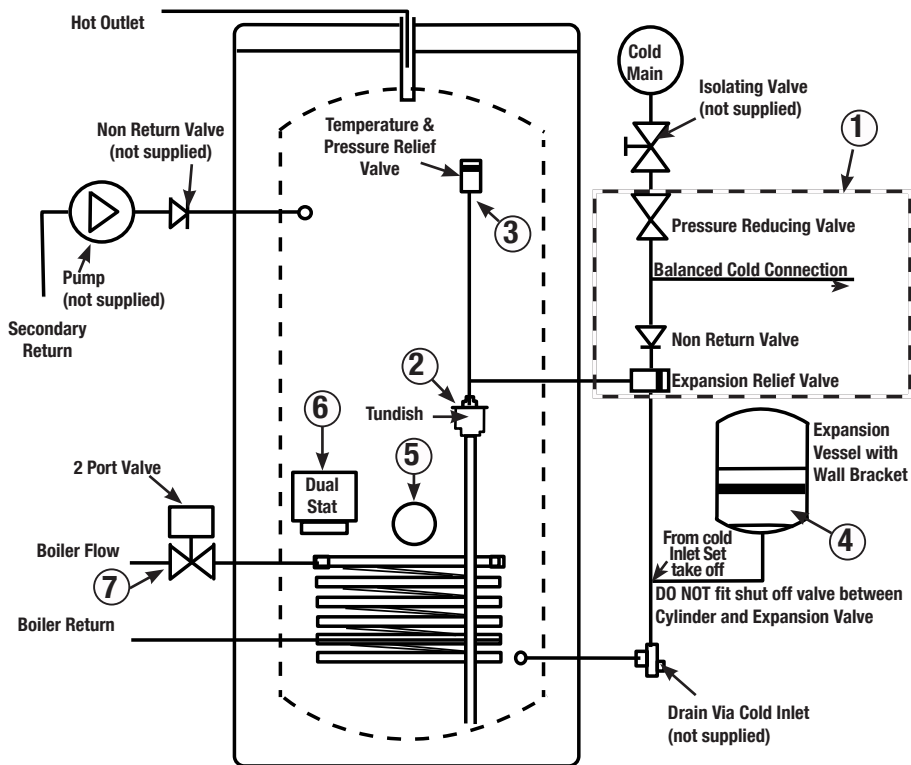 Hot Outlet
Cold
Main
Isolating Valve
(not supplied)
1
Non Return Valve
(not supplied)
Temperature &
Pressure Relief
Valve
3
Pressure Reducing Valve
Balanced Cold Connection
Pump
(not supplied)
Secondary
Return
Non Return Valve
2
Expansion Relief Valve
Tundish
6
5
Dual
Stat
2 Port Valve
Expansion
Vessel with
Wall Bracket
4
Boiler Flow
7
From cold
Inlet Set
take off
DO NOT fit shut off valve between
Cylinder and Expansion Valve
Boiler Return
Drain Via Cold Inlet
(not supplied)